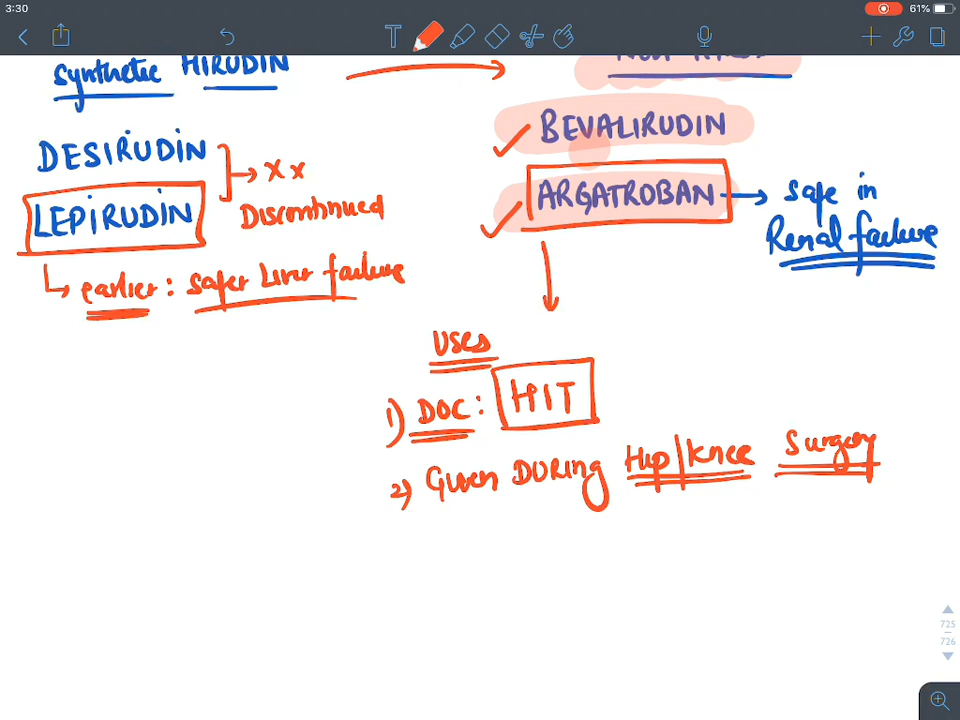 3:30
61%
T
synthetic HIRUDIN
BEVALIRUDIN
DESIRUDIN
LEPIRUDIN
→ x x
Discontinued
ARGATROBAN → safe in
Renal failure
earlier : safer Liver failure
Uses
1) DOC : HIT
2) Given DURING Hip/Knee Surgery
725
726